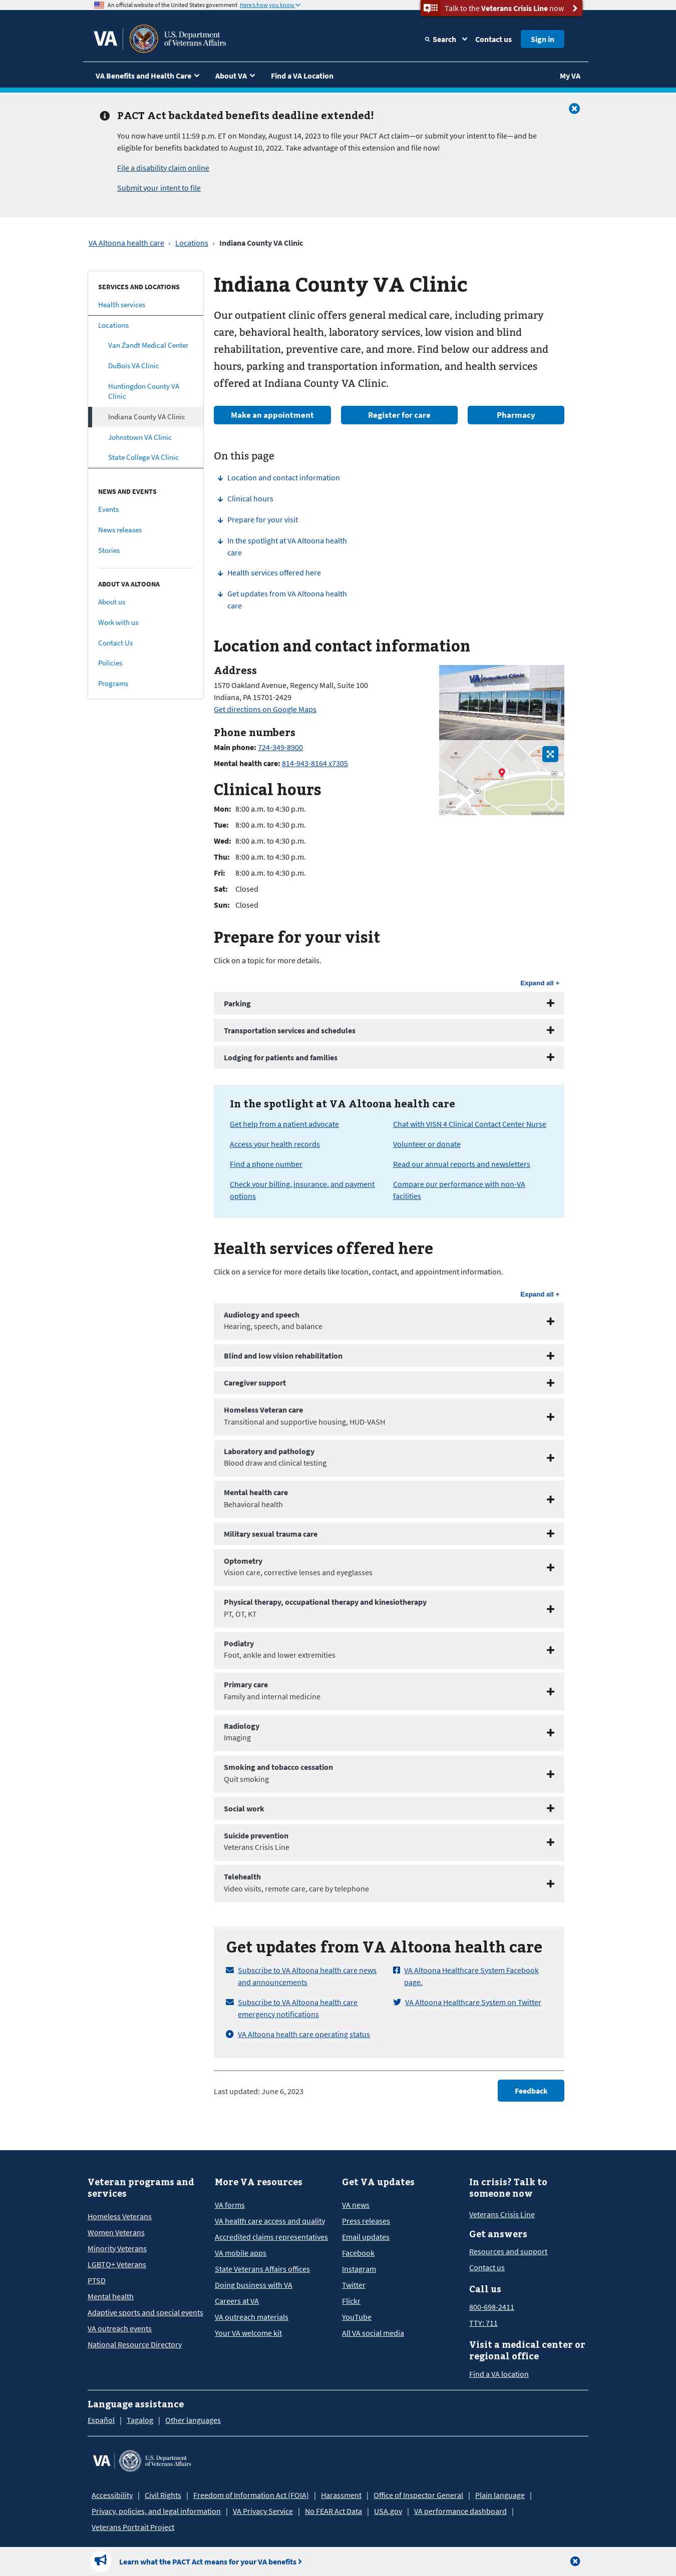 An official website of the United States government Here's how you know
Talk to the Veterans Crisis Line now
VA
U.S. Department
of Veterans Affairs
Search
Contact us
Sign in
VA Benefits and Health Care
About VA
Find a VA Location
My VA
PACT Act backdated benefits deadline extended!
You now have until 11:59 p.m. ET on Monday, August 14, 2023 to file your PACT claim—or submit your intent to file—and be
eligible for benefits backdated to August 10, 2022. Take advantage of this extension and file now!
File a disability claim online
Submit your intent to file
VA Altoona health care › Locations › Indiana County VA Clinic
SERVICES AND LOCATIONS
Health services
Locations
Van Zandt Medical Center
DuBois VA Clinic
Huntingdon County VA
Clinic
Indiana County VA Clinic
Johnstown VA Clinic
State College VA Clinic
NEWS AND EVENTS
Events
News releases
Stories
ABOUT VA ALTOONA
About us
Work with us
Contact Us
Policies
Programs
Indiana County VA Clinic
Our outpatient clinic offers general medical care, including primary
care, behavioral health, laboratory services, low vision and blind
rehabilitation, preventive care, and more. Find below our address and
hours, parking and transportation information, and health services
offered at Indiana County VA Clinic.
Make an appointment
Register for care
Pharmacy
On this page
Location and contact information
Clinical hours
Prepare for your visit
In the spotlight at VA Altoona health
care
Health services offered here
Get updates from VA Altoona health
care
Location and contact information
Address
1570 Oakland Avenue, Regency Mall, Suite 100
Indiana, PA 15701-2429
Get directions on Google Maps
Phone numbers
Main phone: 724-349-8900
Mental health care: 814-943-8164 x7305
VA Outpatient Clinic
Clinical hours
Mon: 8:00 a.m. to 4:30 p.m.
Tue: 8:00 a.m. to 4:30 p.m.
Wed: 8:00 a.m. to 4:30 p.m.
Thu: 8:00 a.m. to 4:30 p.m.
Fri: 8:00 a.m. to 4:30 p.m.
Sat: Closed
Sun: Closed
Prepare for your visit
Click on a topic for more details.
Expand all +
Parking
Transportation services and schedules
Lodging for patients and families
In the spotlight at VA Altoona health care
Get help from a patient advocate
Access your health records
Find a phone number
Check your billing, insurance, and payment
options
Chat with VISN 4 Clinical Contact Center Nurse
Volunteer or donate
Read our annual reports and newsletters
Compare our performance with non-VA
facilities
Health services offered here
Click on a service for more details like location, contact, and appointment information.
Expand all +
Audiology and speech
Hearing, speech, and balance
Blind and low vision rehabilitation
Caregiver support
Homeless Veteran care
Transitional and supportive housing, HUD-VASH
Laboratory and pathology
Blood draw and clinical testing
Mental health care
Behavioral health
Military sexual trauma care
Optometry
Vision care, corrective lenses and eyeglasses
Physical therapy, occupational therapy and kinesiotherapy
PT, OT, KT
Podiatry
Foot, ankle and lower extremities
Primary care
Family and internal medicine
Radiology
Imaging
Smoking and tobacco cessation
Quit smoking
Social work
Suicide prevention
Veterans Crisis Line
Telehealth
Video visits, remote care, care by telephone
Get updates from VA Altoona health care
Subscribe to VA Altoona health care news
and announcements
Subscribe to VA Altoona health care
emergency notifications
VA Altoona health care operating status
VA Altoona Healthcare System Facebook
page.
VA Altoona Healthcare System on Twitter
Last updated: June 6, 2023
Feedback
Veteran programs and
services
Homeless Veterans
Women Veterans
Minority Veterans
LGBTQ+ Veterans
PTSD
Mental health
Adaptive sports and special events
VA outreach events
National Resource Directory
More VA resources
VA forms
VA health care access and quality
Accredited claims representatives
VA mobile apps
State Veterans Affairs offices
Doing business with VA
Careers at VA
VA outreach materials
Your VA welcome kit
Get VA updates
VA news
Press releases
Email updates
Facebook
Instagram
Twitter
Flickr
YouTube
All VA social media
In crisis? Talk to
someone now
Veterans Crisis Line
Get answers
Resources and support
Contact us
Call us
800-698-2411
TTY: 711
Visit a medical center or
regional office
Find a VA location
Language assistance
Español | Tagalog | Other languages
VA
U.S. Department
of Veterans Affairs
Accessibility | Civil Rights | Freedom of Information Act (FOIA) | Harassment | Office of Inspector General | Plain language |
Privacy, policies, and legal information | VA Privacy Service | No FEAR Act Data | USA.gov | VA performance dashboard |
Veterans Portrait Project
Learn what the PACT Act means for your VA benefits